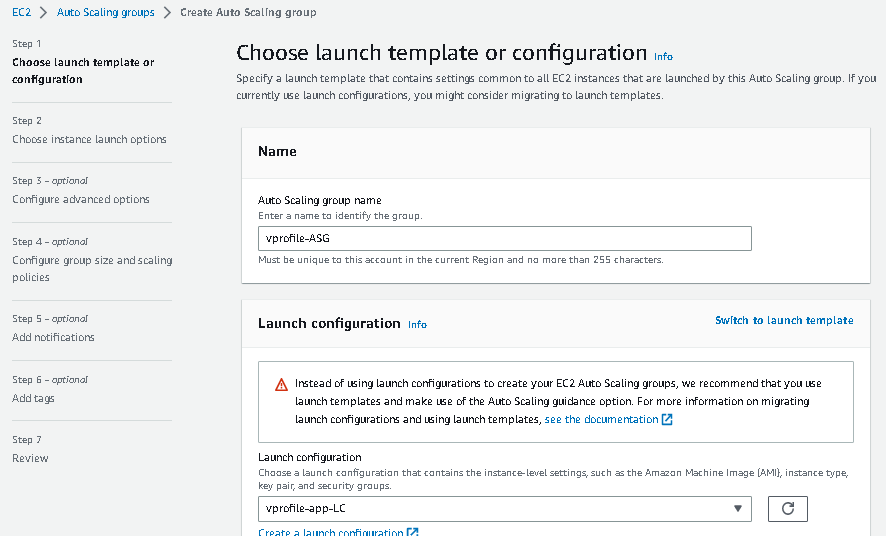 EC2 > Auto Scaling groups > Create Auto Scaling group
Step 1
Choose launch template or
configuration
Step 2
Choose instance launch options
Step 3 – optional
Configure advanced options
Step 4 – optional
Configure group size and scaling
policies
Step 5 – optional
Add notifications
Step 6 – optional
Add tags
Step 7
Review
Choose launch template or configuration Info
Specify a launch template that contains settings common to all EC2 instances that are launched by this Auto Scaling group. If you
currently use launch configurations, you might consider migrating to launch templates.
Name
Auto Scaling group name
Enter a name to identify the group.
vprofile-ASG
Must be unique to this account in the current Region and no more than 255 characters.
Launch configuration Info
Switch to launch template
Instead of using launch configurations to create your EC2 Auto Scaling groups, we recommend that you use
launch templates and make use of the Auto Scaling guidance option. For more information on migrating
launch configurations and using launch templates, see the documentation
Launch configuration
Choose a launch configuration that contains the instance-level settings, such as the Amazon Machine Image (AMI), instance type,
key pair, and security groups.
vprofile-app-LC
Create a launch configuration